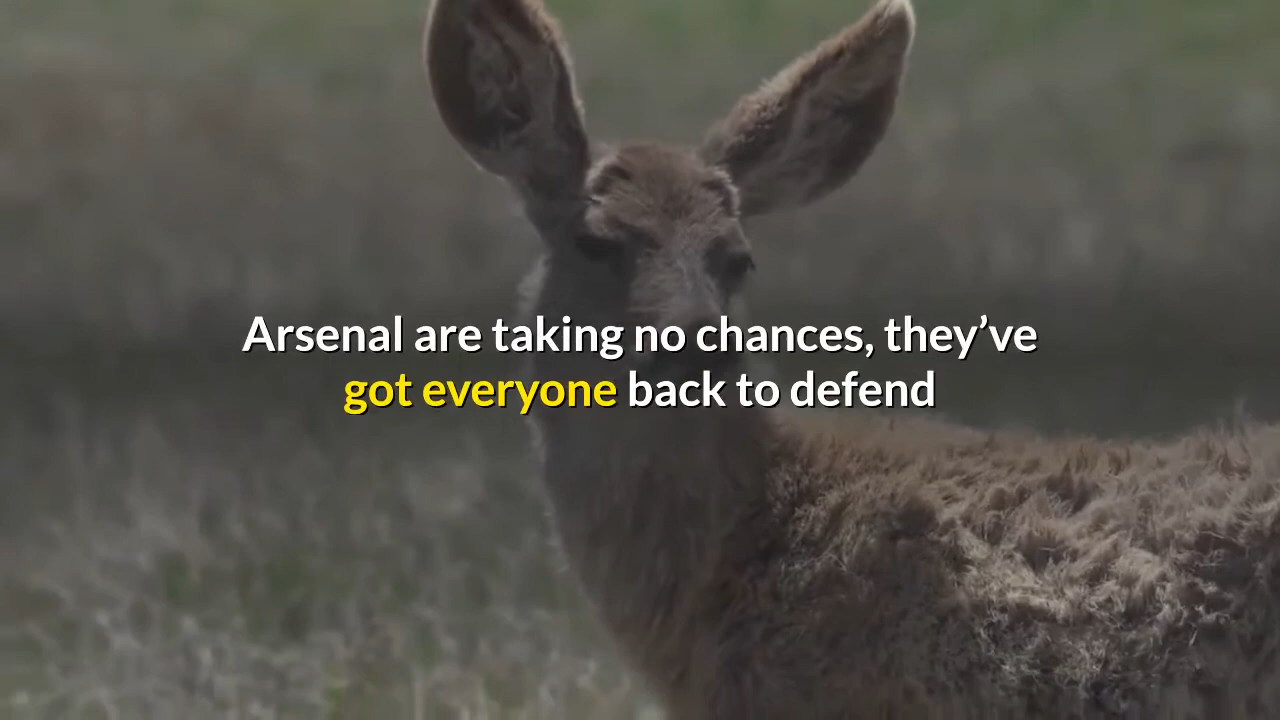 Arsenal are taking no chances, they’ve
got everyone back to defend